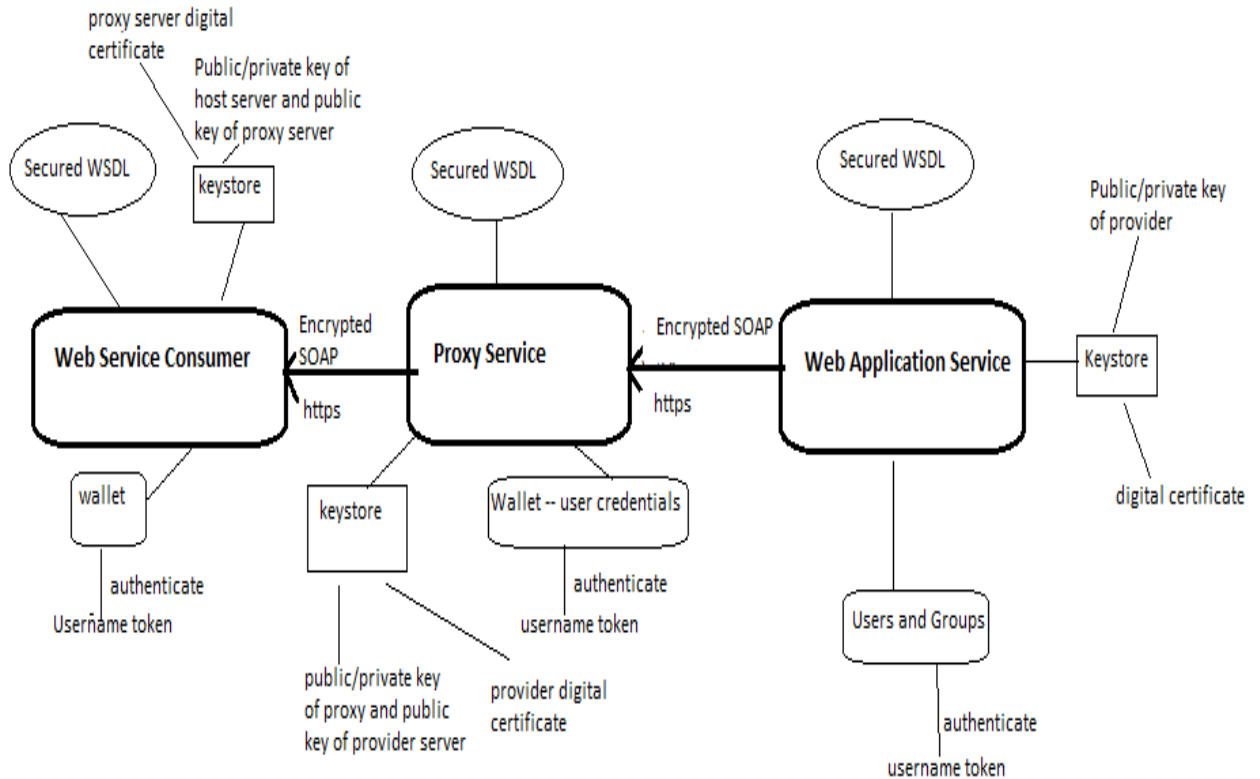 proxy server digital
certificate
Public/private key of
host server and public
key of proxy server
Secured WSDL
keystore
Secured WSDL
Secured WSDL
Public/private key
of provider
Web Service Consumer
Encrypted
SOAP
https
Proxy Service
Encrypted SOAP
https
Web Application Service
Keystore
digital certificate
wallet
authenticate
Username token
keystore
public/private key
of proxy and public
key of provider server
provider digital
certificate
Wallet -- user credentials
authenticate
username token
Users and Groups
authenticate
username token